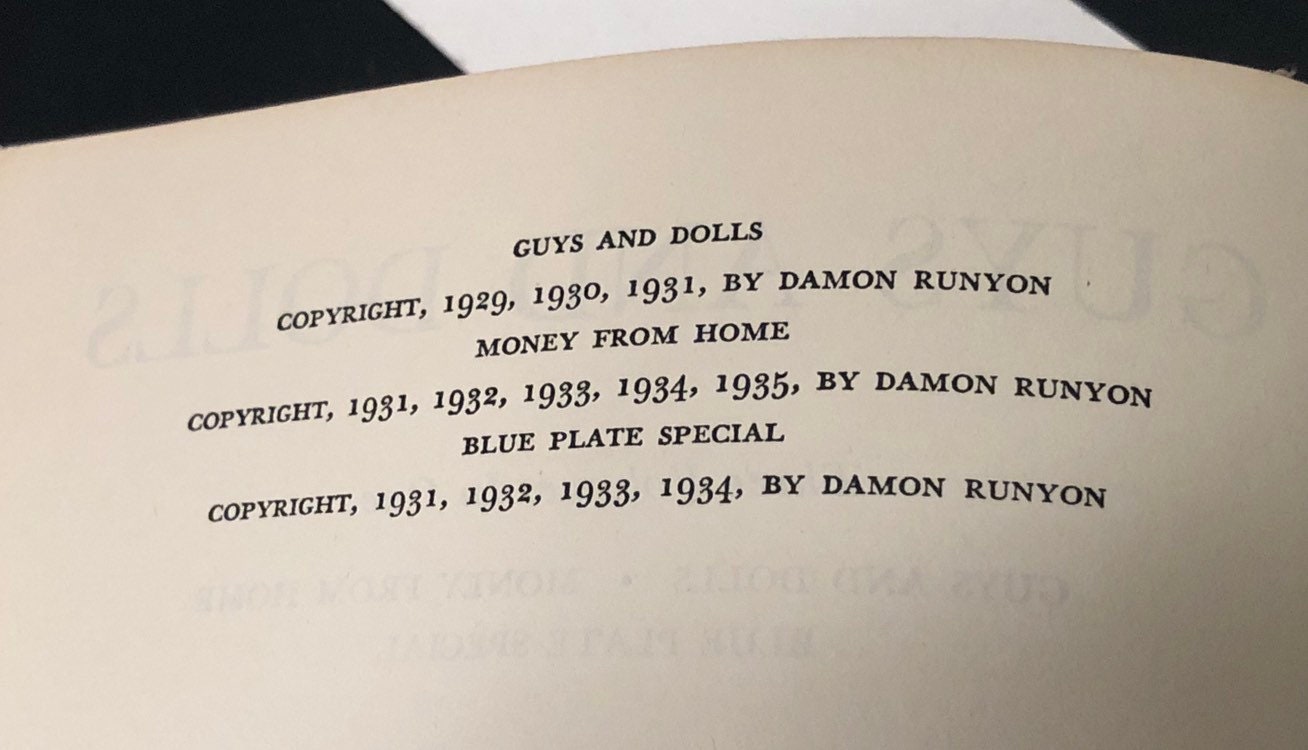 GUYS AND DOLLS
COPYRIGHT, 1929, 1930, 1931, BY DAMON RUNYON
MONEY FROM HOME
COPYRIGHT, 1931, 1932, 1933, 1934, 1935, BY DAMON RUNYON
BLUE PLATE SPECIAL
COPYRIGHT, 1931, 1932, 1933, 1934, BY DAMON RUNYON